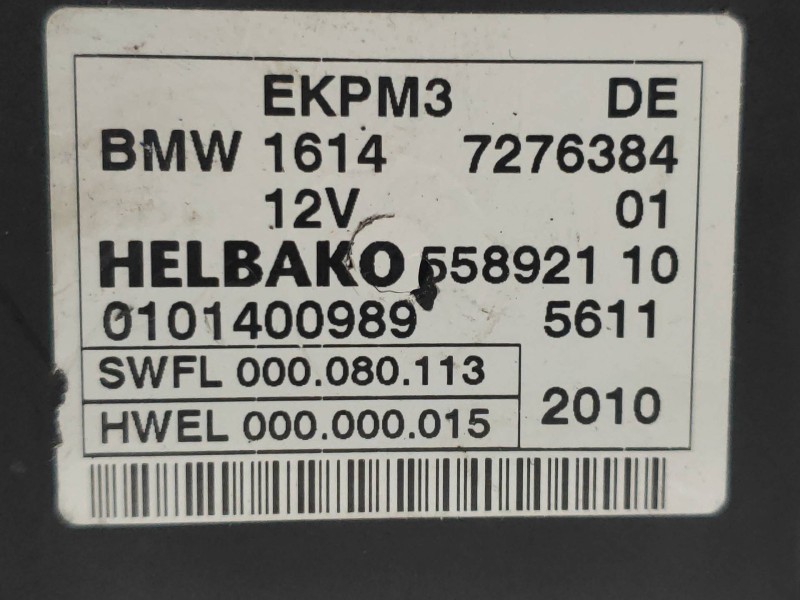 EKPM3 DE
BMW 1614 7276384
12V 01
HELBAKO 558921 10
0101400989 5611
SWFL 000.080.113
HWEL 000.000.015
2010